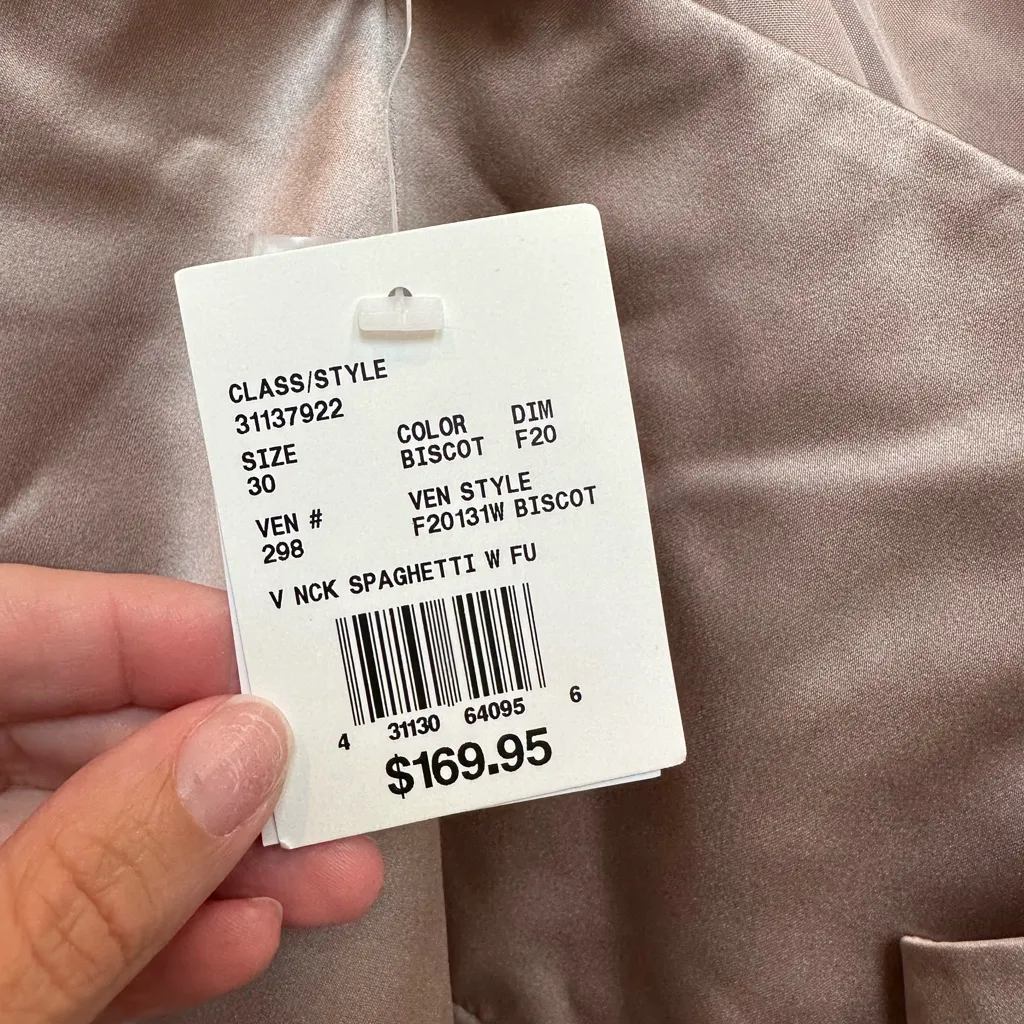 CLASS/STYLE
31137922
SIZE COLOR DIM
30 BISCOT F20
VEN # VEN STYLE
298 F20131W BISCOT
V NCK SPAGHETTI W FU
4 31130 64095 6
$169.95